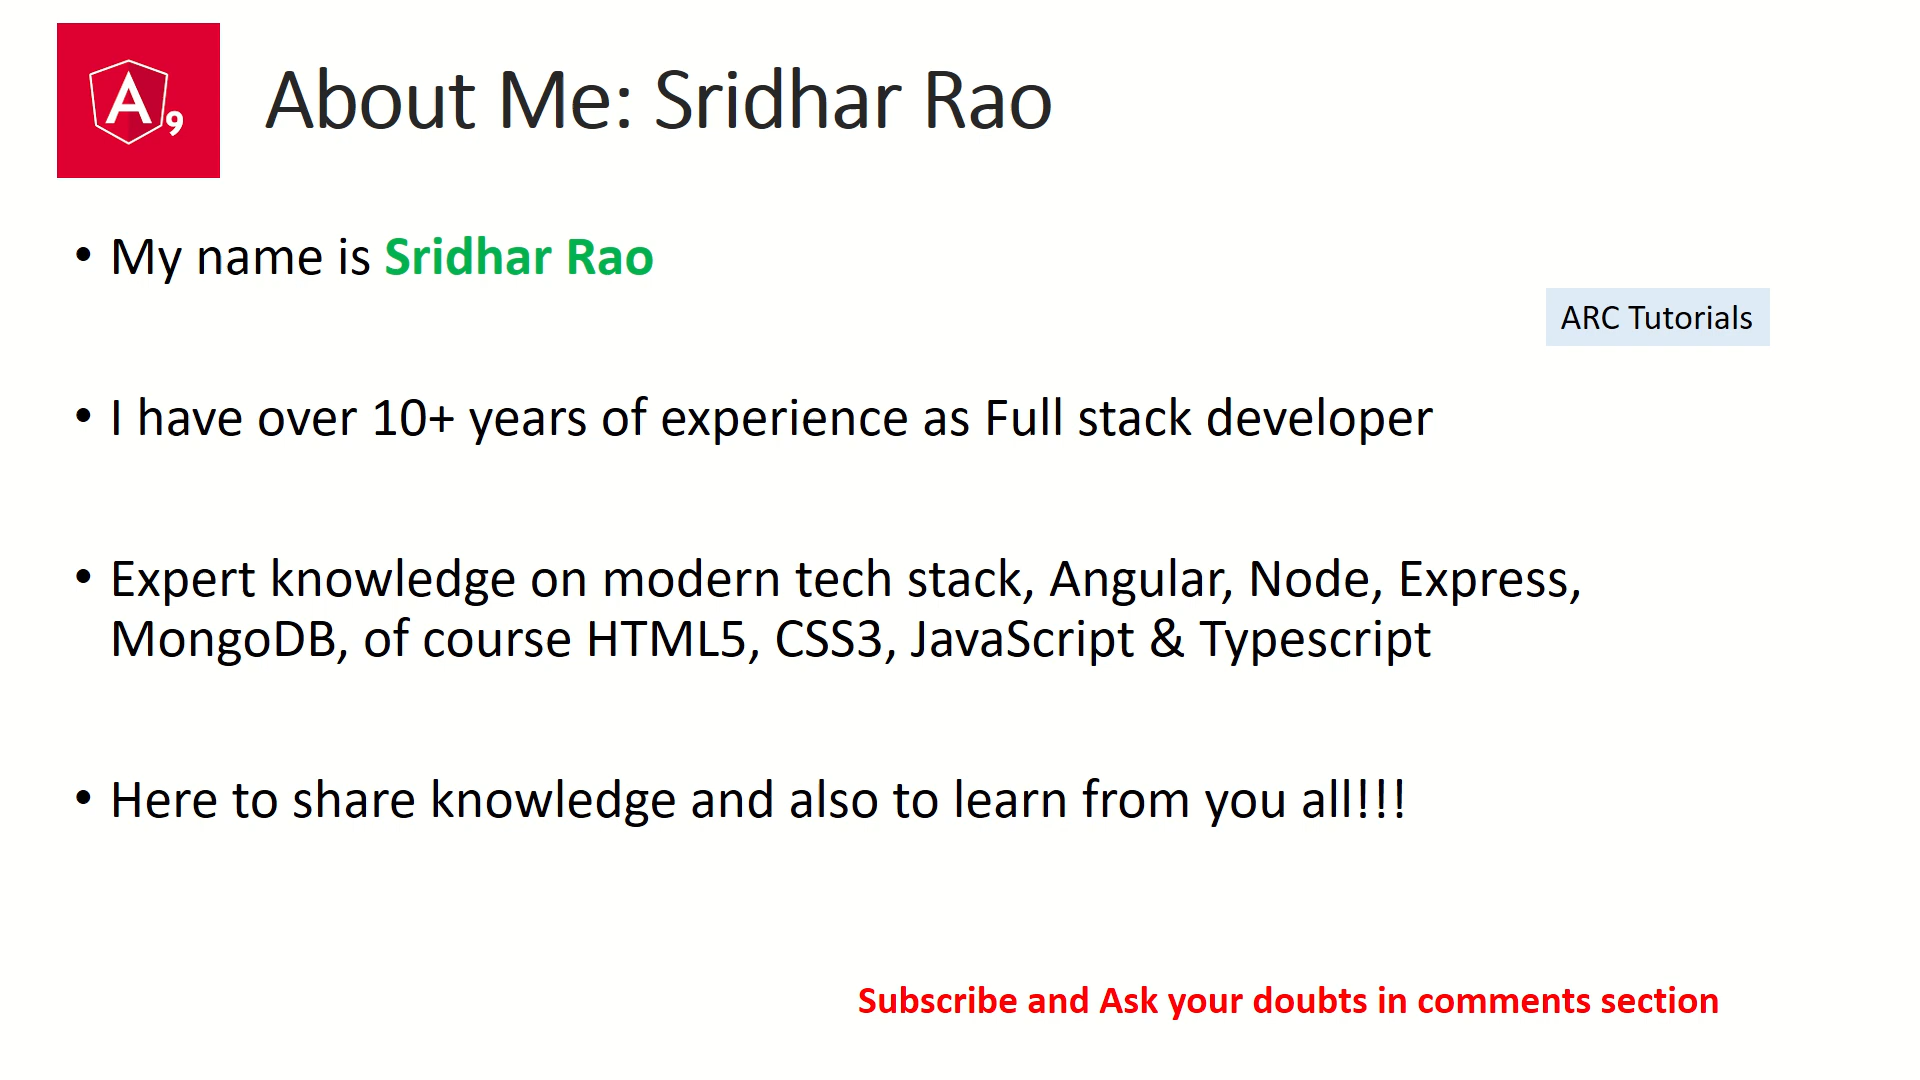 A9
About Me: Sridhar Rao
• My name is Sridhar Rao
ARC Tutorials
• I have over 10+ years of experience as Full stack developer
• Expert knowledge on modern tech stack, Angular, Node, Express,
MongoDB, of course HTML5, CSS3, JavaScript & Typescript
• Here to share knowledge and also to learn from you all!!!
Subscribe and Ask your doubts in comments section